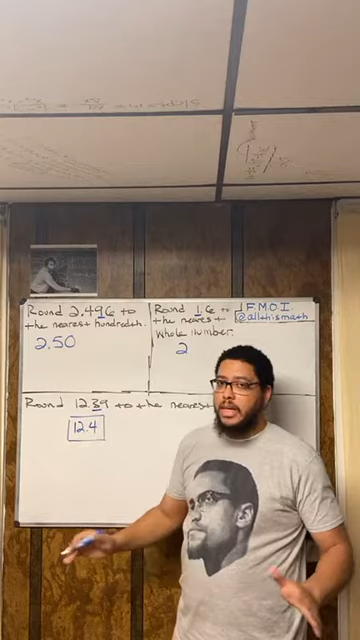 Round 2.496 to
the nearest hundredth.
2.50
Round 1.6 to
the nearest
whole number.
2
F.M.O.I.
@allthismath
Round 12.39 to the nearest
12.4